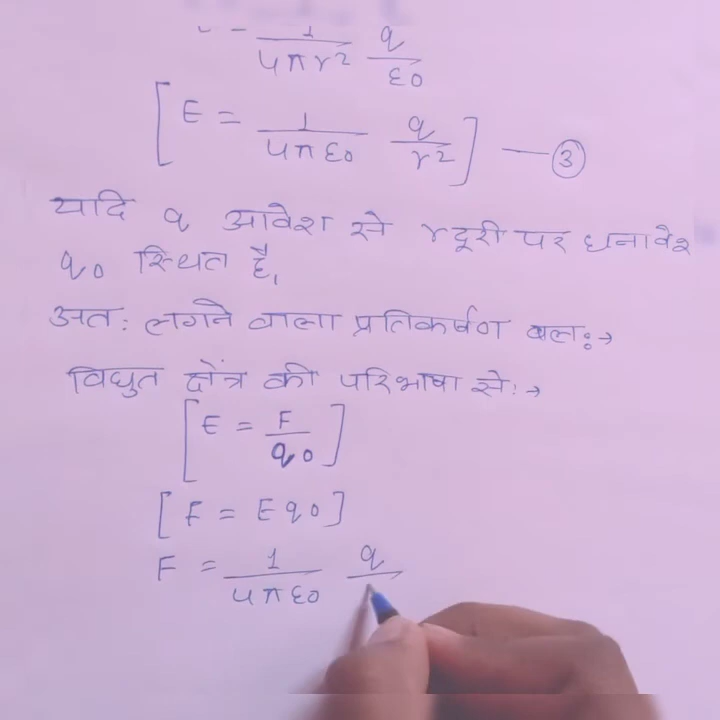 1/4πr² q/ε0
[E = 1/4πε0 q/r²] — ③
यदि q आवेश से r दूरी पर धनावेश
q0 स्थित है,
अत: लगने वाला प्रतिकर्षण बल:→
विधुत क्षेत्र की परिभाषा से:→
[E = F/q0]
[F = E q0]
F = 1/4πε0 q/